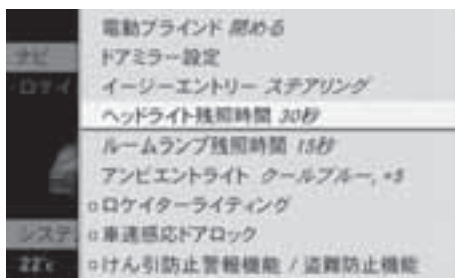 電動ブラインド 閉める
ドアミラー設定
イージーエントリー ステアリング
ヘッドライト残照時間 30秒
ルームランプ残照時間 15秒
アンビエントライト クールブルー, +5
ロケイターライティング
車速感応ドアロック
けん引防止警報機能 / 盗難防止機能
ナビ
ロケイ
システ
22℃